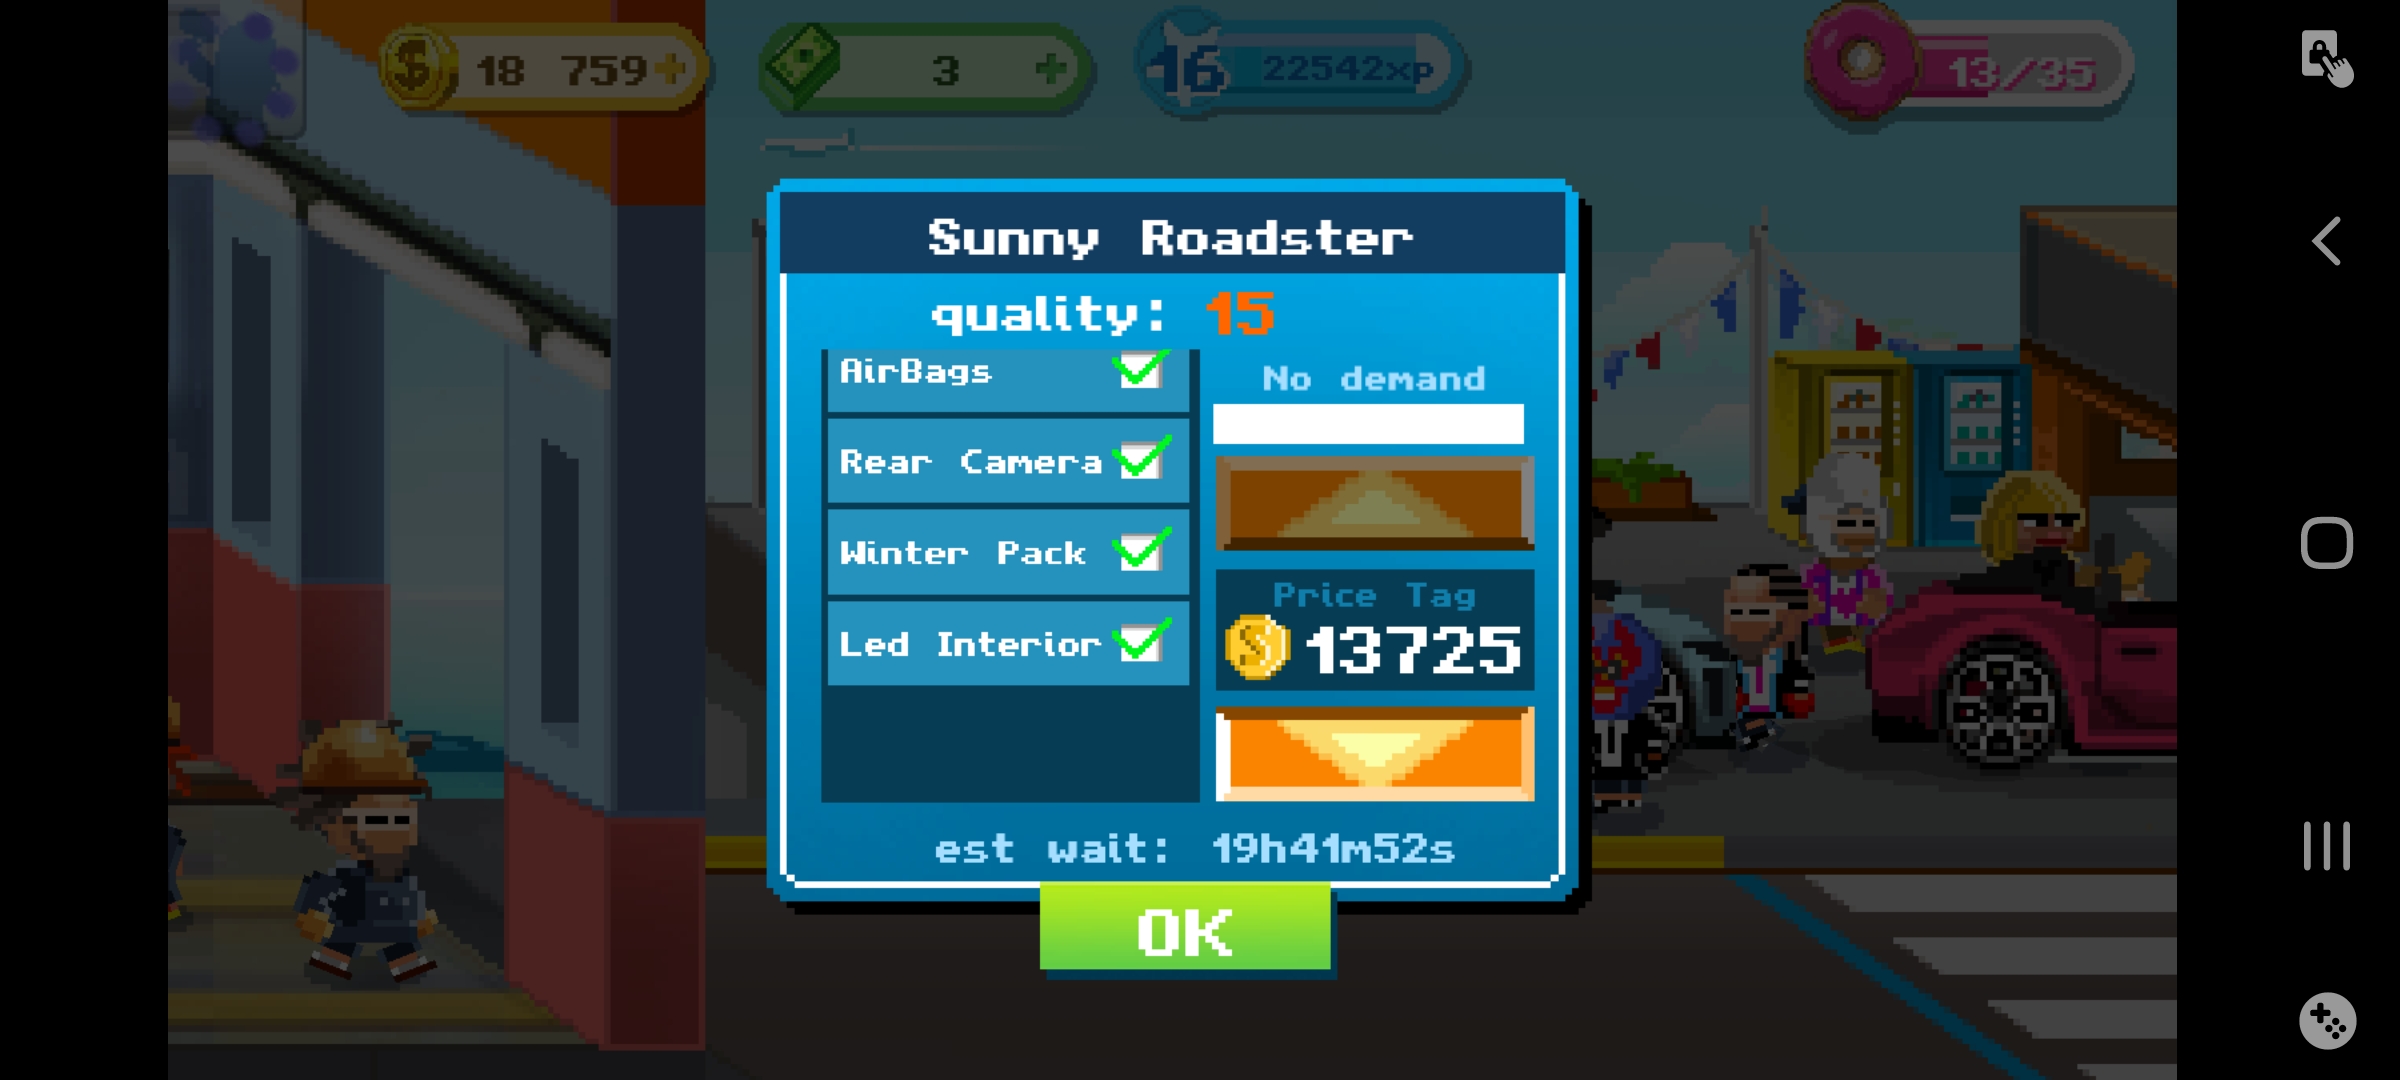 18 759
3
16
22542xp
13/35
Sunny Roadster
quality: 15
AirBags
Rear Camera
Winter Pack
Led Interior
No demand
Price Tag
13725
est wait: 19h41m52s
OK